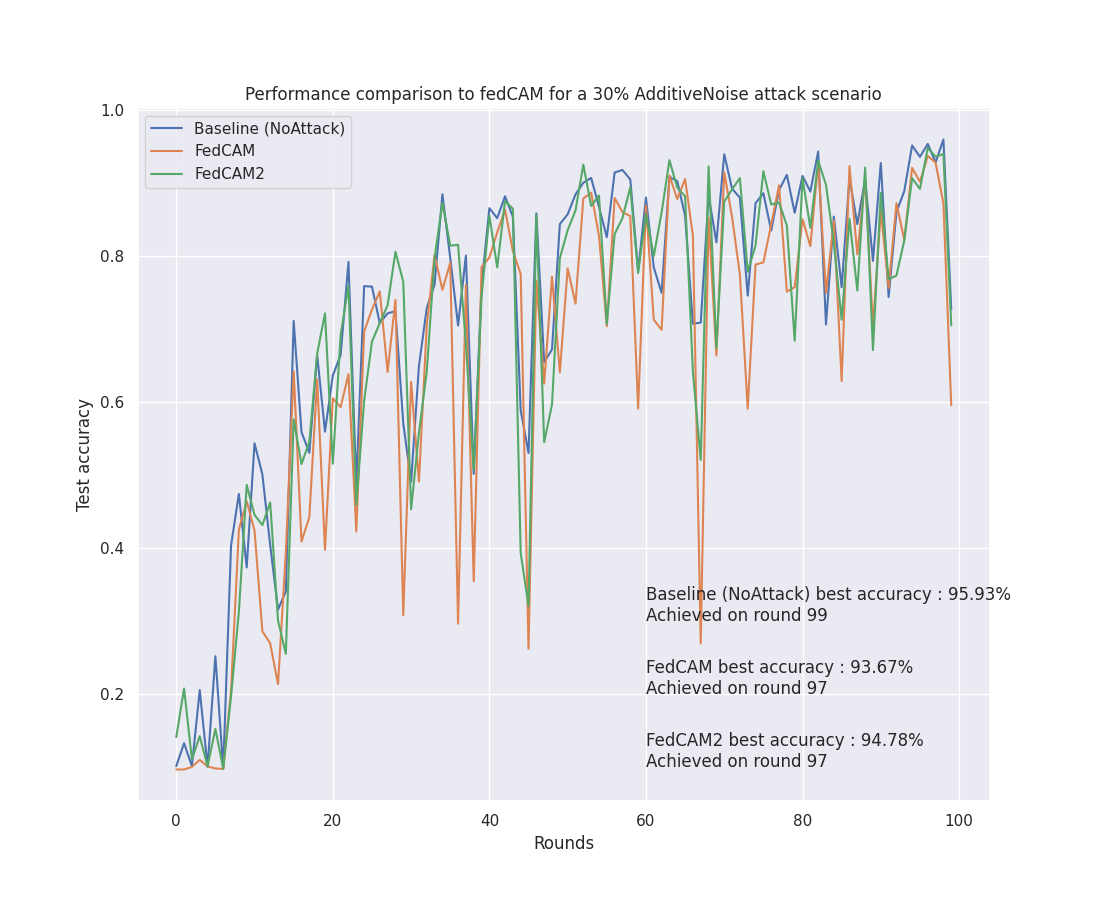 Performance comparison to fedCAM for a 30% AdditiveNoise attack scenario
Baseline (NoAttack)
FedCAM
FedCAM2
1.0
0.8
0.6
0.4
0.2
Test accuracy
Baseline (NoAttack) best accuracy : 95.93%
Achieved on round 99
FedCAM best accuracy : 93.67%
Achieved on round 97
FedCAM2 best accuracy : 94.78%
Achieved on round 97
0 20 40 60 80 100
Rounds